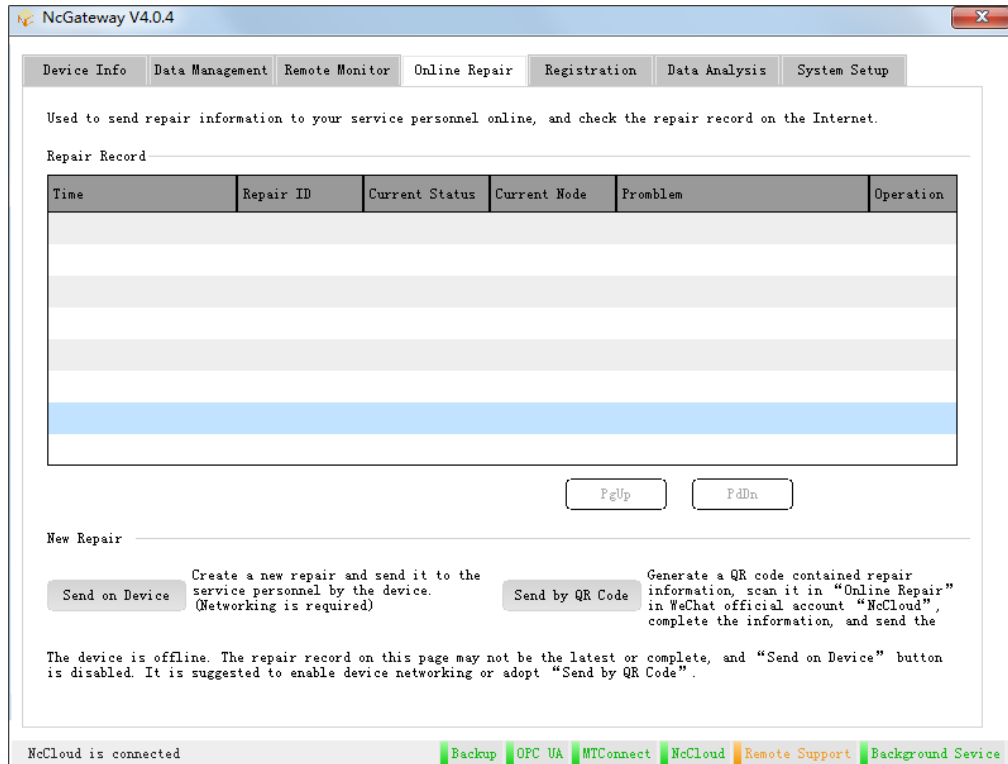 NcGateway V4.0.4
Device Info Data Management Remote Monitor Online Repair Registration Data Analysis System Setup
Used to send repair information to your service personnel online, and check the repair record on the Internet.
Repair Record
Time Repair ID Current Status Current Node Promblem Operation
PgUp PdDn
New Repair
Send on Device
Create a new repair and send it to the
service personnel by the device.
(Networking is required)
Send by QR Code
Generate a QR code contained repair
information, scan it in “Online Repair”
in WeChat official account “NcCloud”,
complete the information, and send the
The device is offline. The repair record on this page may not be the latest or complete, and “Send on Device” button
is disabled. It is suggested to enable device networking or adopt “Send by QR Code”.
NcCloud is connected Backup OPC UA MTConnect NcCloud Remote Support Background Sevice